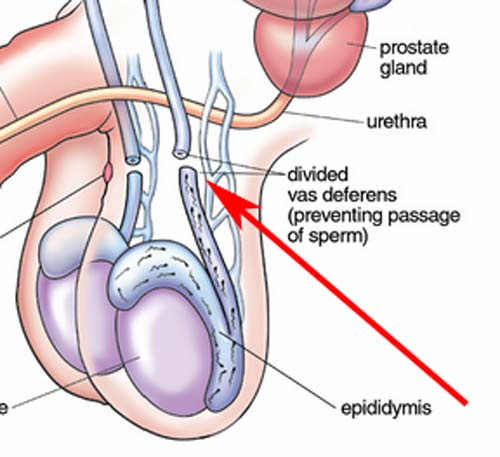 prostate
gland
urethra
divided
vas deferens
(preventing passage
of sperm)
e
epididymis